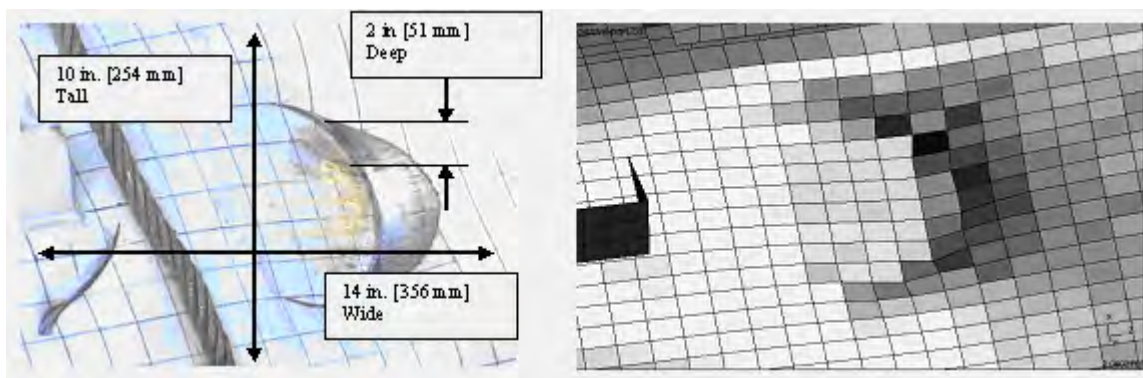 2 in [51 mm]
Deep
10 in. [254 mm]
Tall
14 in. [356 mm]
Wide